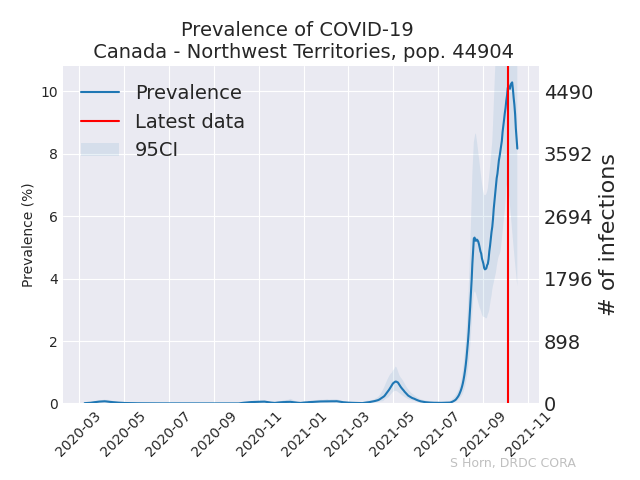 Prevalence of COVID-19
Canada - Northwest Territories, pop. 44904
Prevalence
Latest data
95CI
Prevalence (%)
10
8
6
4
2
0
4490
3592
2694
1796
898
0
# of infections
2020-03
2020-05
2020-07
2020-09
2020-11
2021-01
2021-03
2021-05
2021-07
2021-09
2021-11
S Horn, DRDC CORA